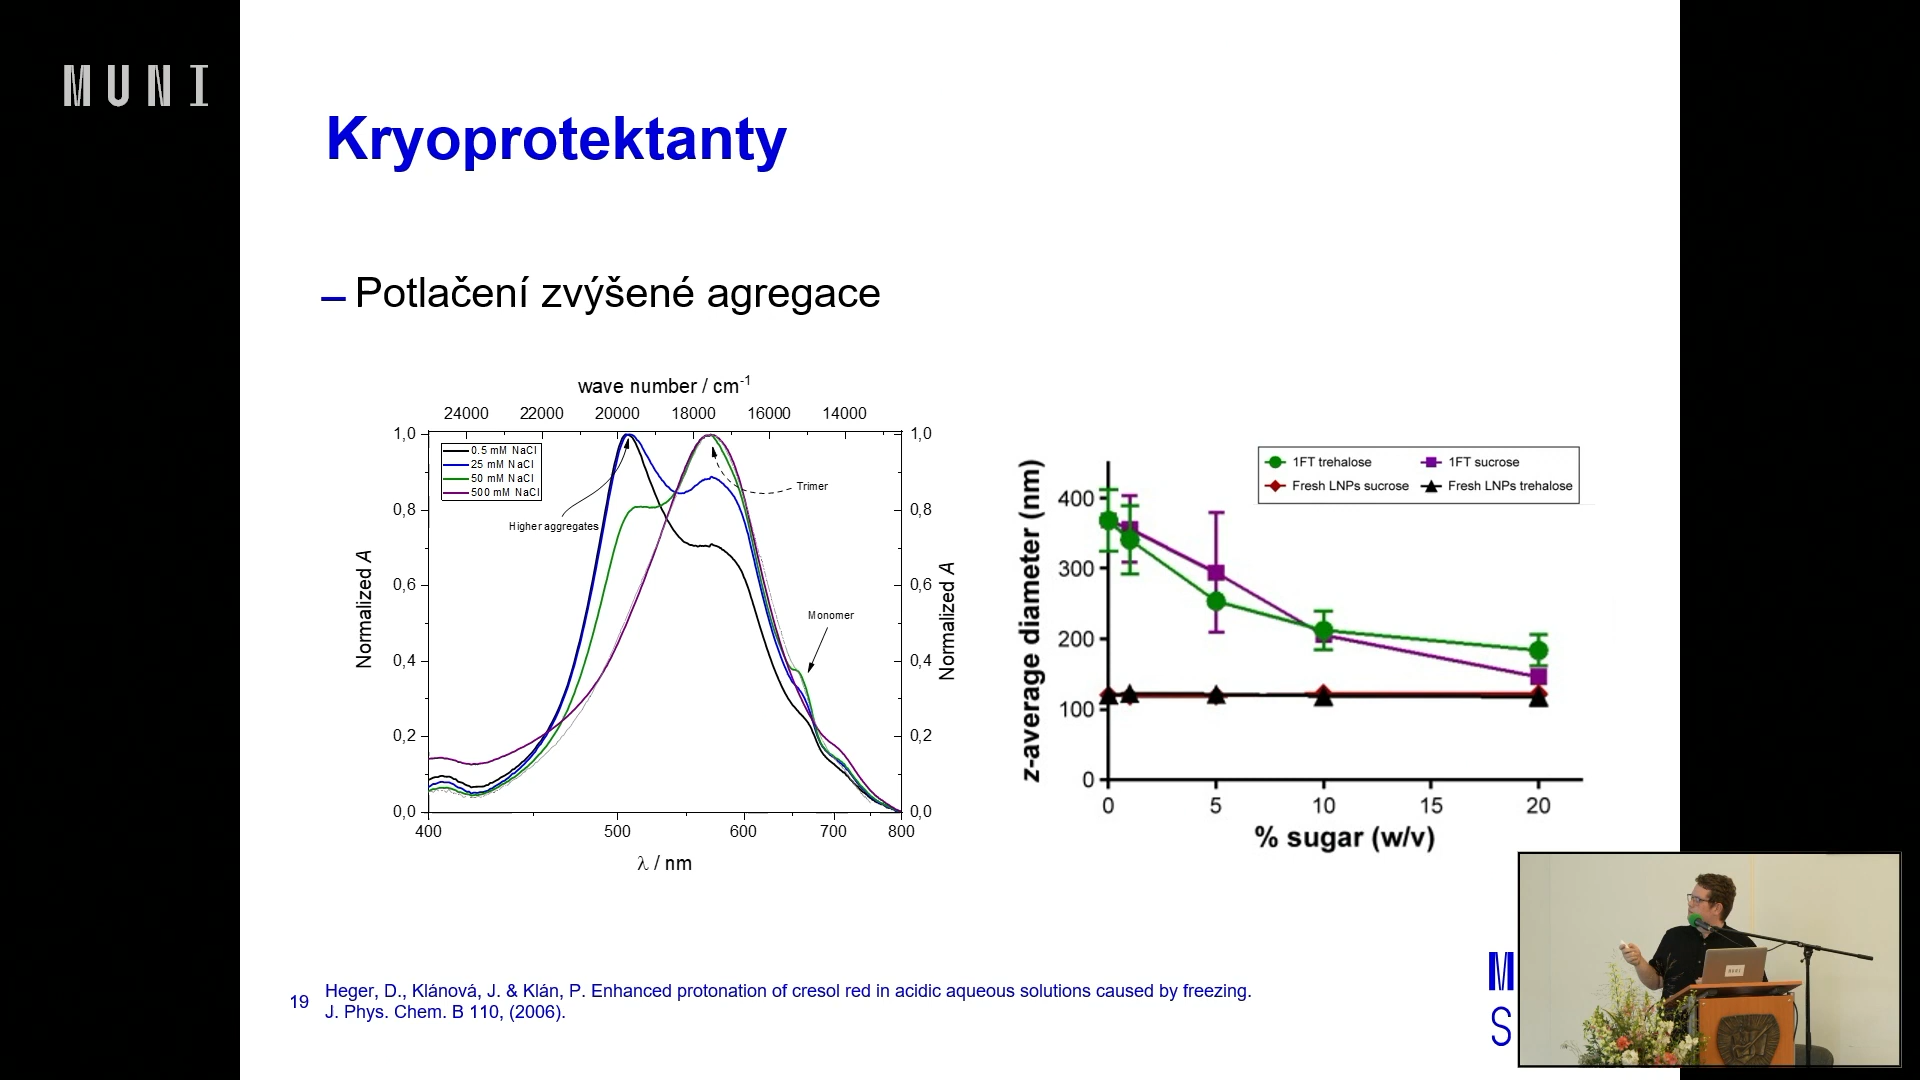 MUNI
Kryoprotektanty
– Potlačení zvýšené agregace
wave number / cm-1
24000 22000 20000 18000 16000 14000
1,0
0,8
0,6
0,4
0,2
0,0
Normalized A
0.5 mM NaCl
25 mM NaCl
50 mM NaCl
500 mM NaCl
Higher aggregates
Trimer
Monomer
1,0
0,8
0,6
0,4
0,2
0,0
Normalized A
400 500 600 700 800
λ / nm
1FT trehalose 1FT sucrose
Fresh LNPs sucrose Fresh LNPs trehalose
z-average diameter (nm)
400
300
200
100
0
0 5 10 15 20
% sugar (w/v)
19
Heger, D., Klánová, J. & Klán, P. Enhanced protonation of cresol red in acidic aqueous solutions caused by freezing.
J. Phys. Chem. B 110, (2006).
M
S
MUNI